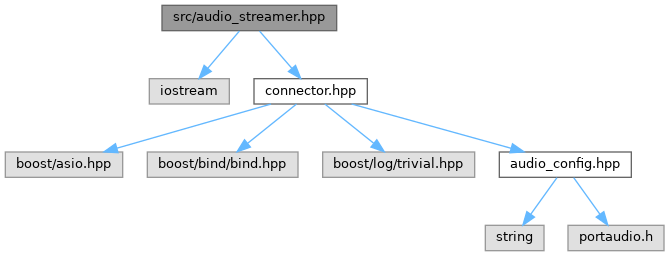 src/audio_streamer.hpp
iostream
connector.hpp
boost/asio.hpp
boost/bind/bind.hpp
boost/log/trivial.hpp
audio_config.hpp
string
portaudio.h